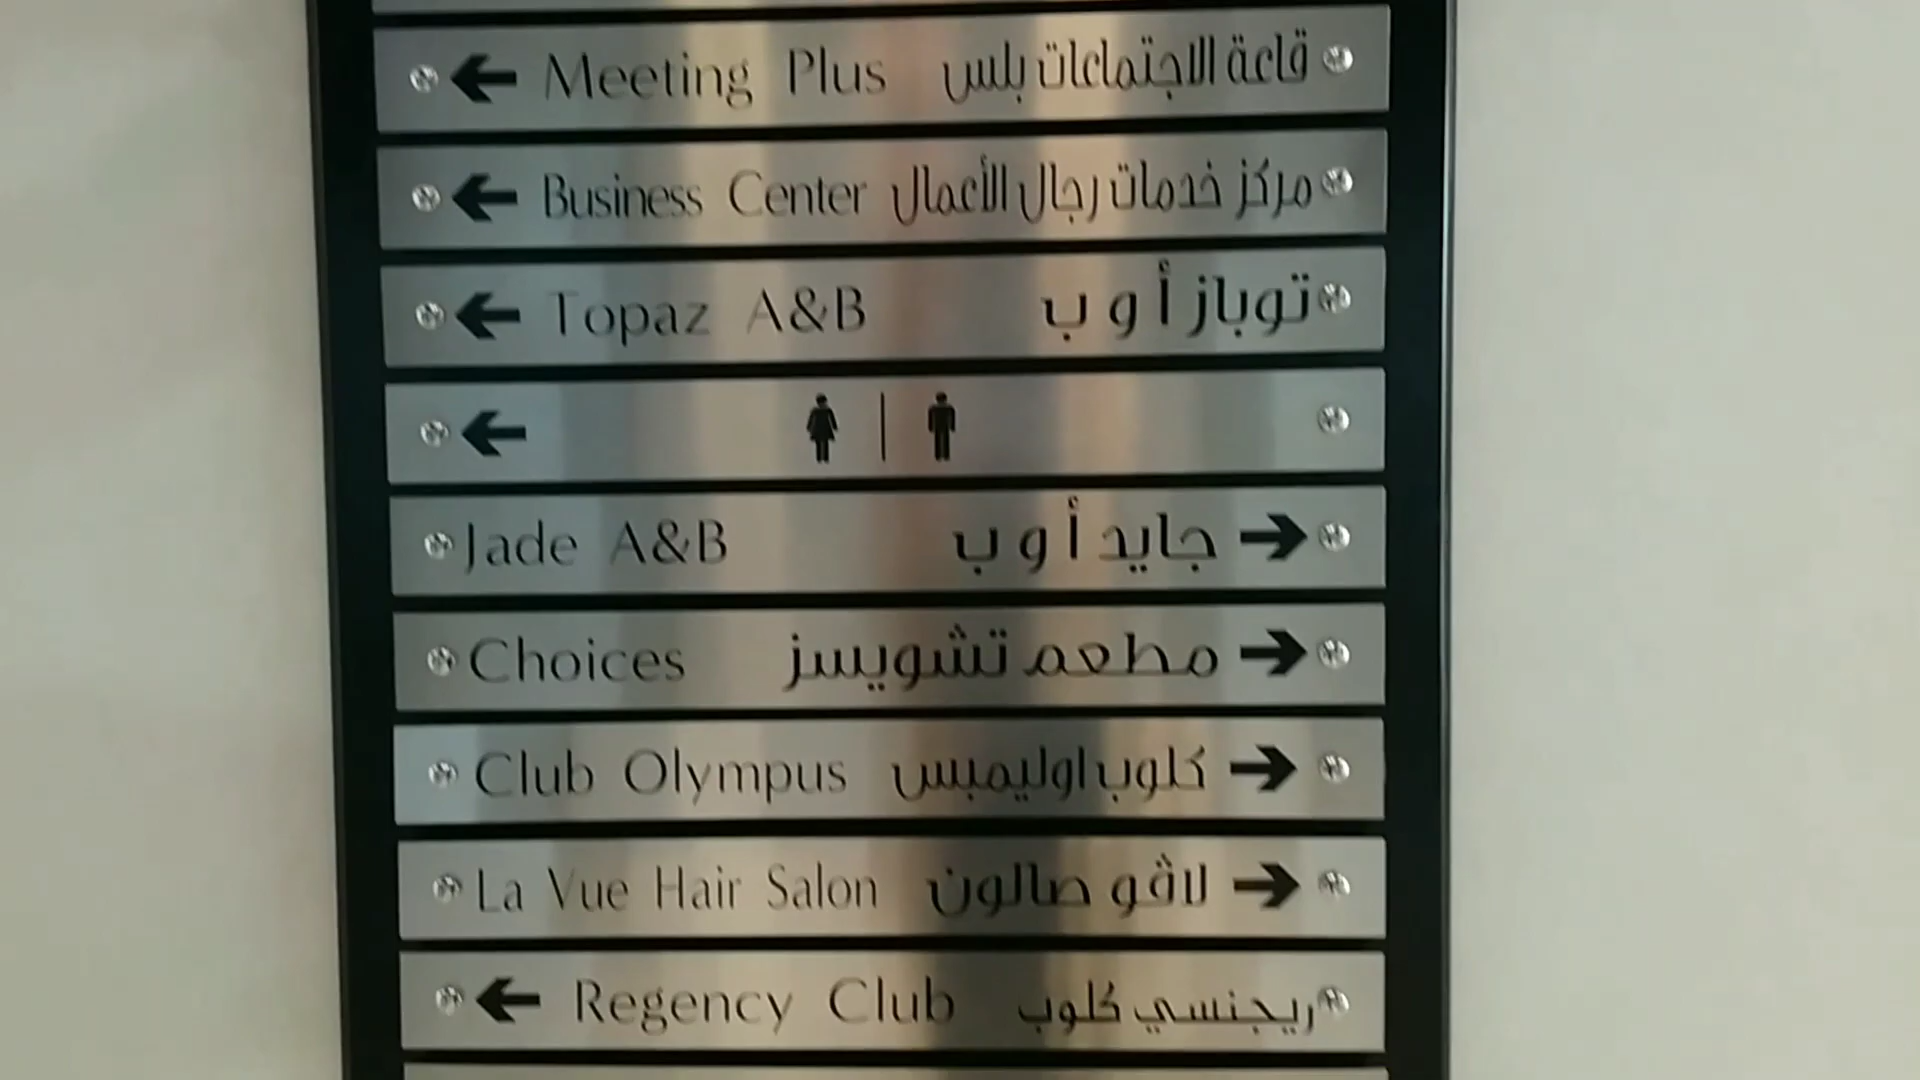 ← Meeting Plus قاعة الاجتماعات بلس
← Business Center مركز خدمات رجال الأعمال
← Topaz A&B توباز أ و ب
←
Jade A&B جايد أ و ب →
Choices مطعم تشويسز →
Club Olympus كلوب اوليمبس →
La Vue Hair Salon لاڤو صالون →
← Regency Club ريجنسي كلوب